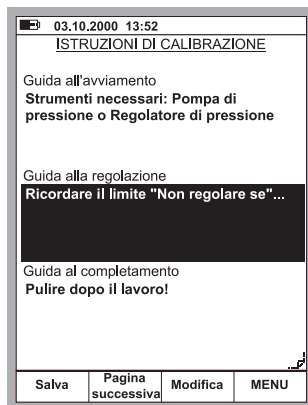 03.10.2000 13:52
ISTRUZIONI DI CALIBRAZIONE
Guida all'avviamento
Strumenti necessari: Pompa di
pressione o Regolatore di pressione
Guida alla regolazione
Ricordare il limite "Non regolare se"...
Guida al completamento
Pulire dopo il lavoro!
Salva
Pagina
successiva
Modifica
MENU